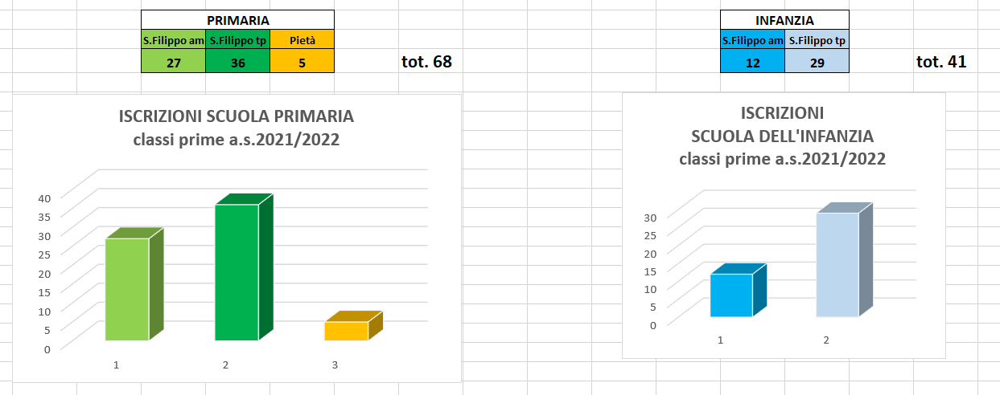 PRIMARIA
S.Filippo am S.Filippo tp Pietà
27 36 5
tot. 68
INFANZIA
S.Filippo am S.Filippo tp
12 29
tot. 41
ISCRIZIONI SCUOLA PRIMARIA
classi prime a.s.2021/2022
40
35
30
25
20
15
10
5
0
1 2 3
ISCRIZIONI
SCUOLA DELL'INFANZIA
classi prime a.s.2021/2022
30
25
20
15
10
5
0
1 2